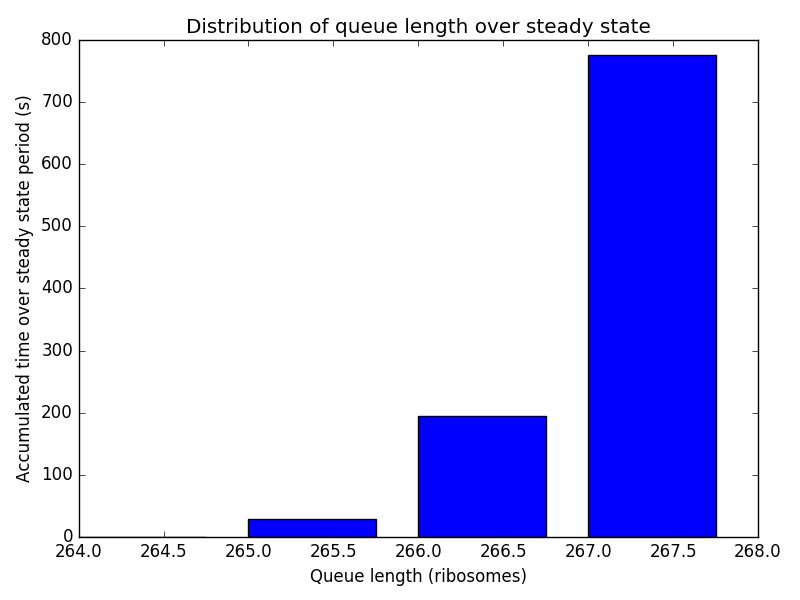 Distribution of queue length over steady state
800
700
600
500
400
300
200
100
0
Accumulated time over steady state period (s)
264.0 264.5 265.0 265.5 266.0 266.5 267.0 267.5 268.0
Queue length (ribosomes)